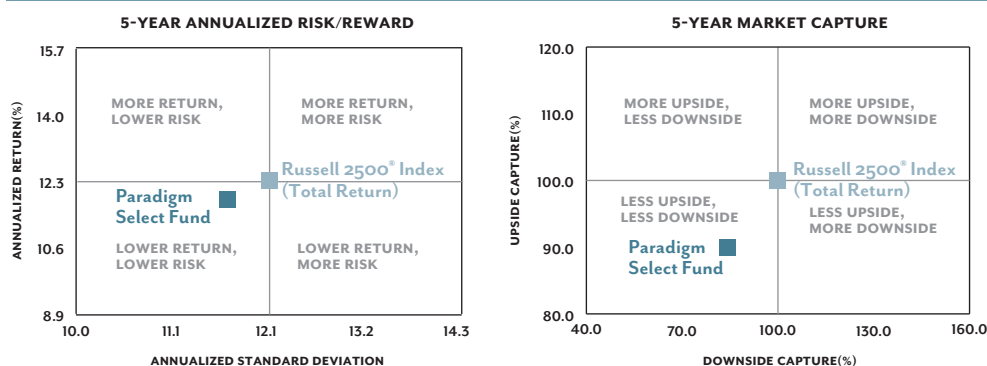 5-YEAR ANNUALIZED RISK/REWARD
15.7
14.0
12.3
10.6
8.9
ANNUALIZED RETURN(%)
MORE RETURN,
LOWER RISK
MORE RETURN,
MORE RISK
Russell 2500® Index
(Total Return)
Paradigm
Select Fund
LOWER RETURN,
LOWER RISK
LOWER RETURN,
MORE RISK
10.0 11.1 12.1 13.2 14.3
ANNUALIZED STANDARD DEVIATION
5-YEAR MARKET CAPTURE
120.0
110.0
100.0
90.0
80.0
UPSIDE CAPTURE(%)
MORE UPSIDE,
LESS DOWNSIDE
MORE UPSIDE,
MORE DOWNSIDE
Russell 2500® Index
(Total Return)
LESS UPSIDE,
LESS DOWNSIDE
LESS UPSIDE,
MORE DOWNSIDE
Paradigm
Select Fund
40.0 70.0 100.0 130.0 160.0
DOWNSIDE CAPTURE(%)